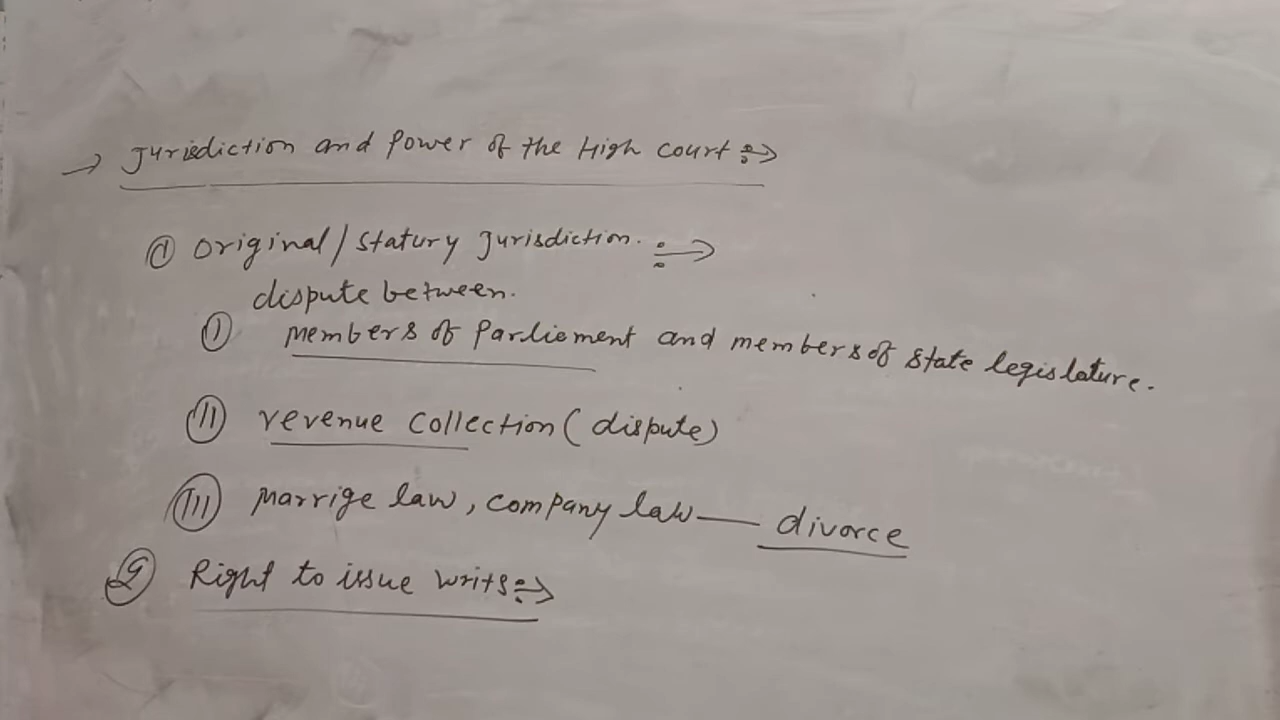 → Jurisdiction and Power of the High Court :⇒
① Original/Statury Jurisdiction. :⇒
dispute between.
Ⓘ members of Parliement and members of state legislature.
Ⓘ Ⓘ revenue collection (dispute)
ⒾⒾⒾ Marrige law, company law — divorce
② Right to issue writs :⇒